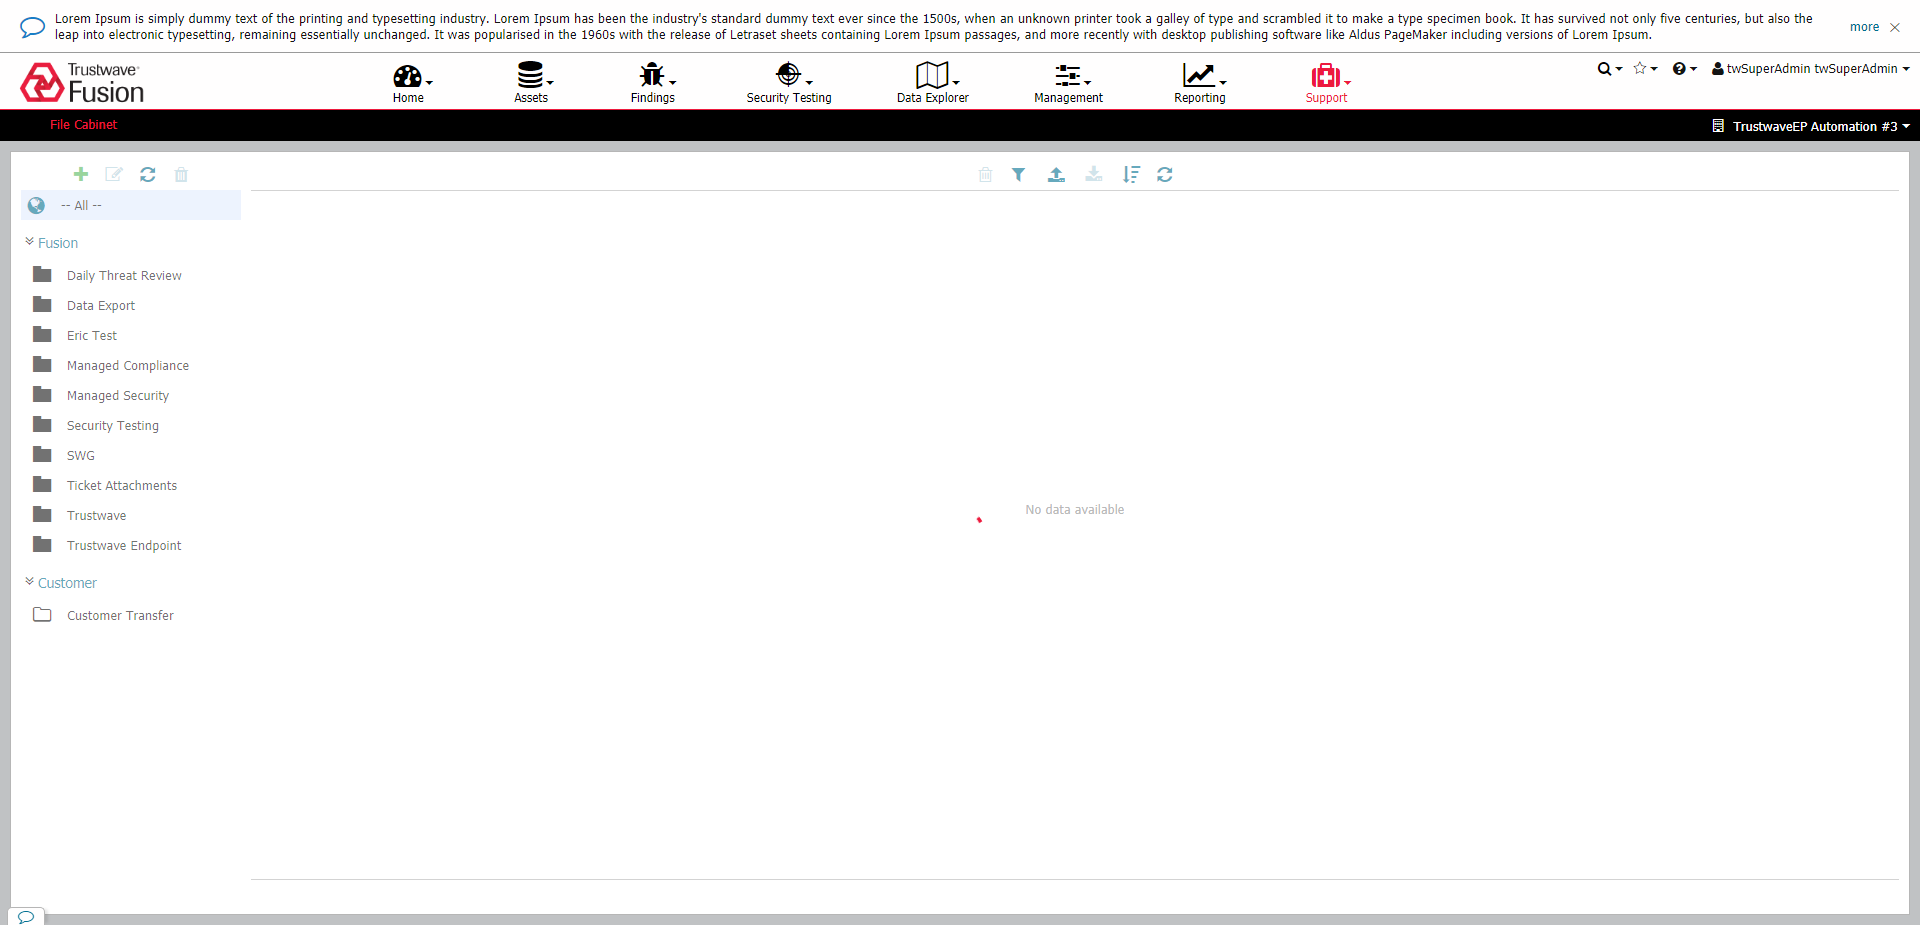 Lorem Ipsum is simply dummy text of the printing and typesetting industry. Lorem Ipsum has been the industry's standard dummy text ever since the 1500s, when an unknown printer took a galley of type and scrambled it to make a type specimen book. It has survived not only five centuries, but also the
leap into electronic typesetting, remaining essentially unchanged. It was popularised in the 1960s with the release of Letraset sheets containing Lorem Ipsum passages, and more recently with desktop publishing software like Aldus PageMaker including versions of Lorem Ipsum.
more
Trustwave®
Fusion
Home
Assets
Findings
Security Testing
Data Explorer
Management
Reporting
Support
twSuperAdmin twSuperAdmin
File Cabinet
TrustwaveEP Automation #3
-- All --
Fusion
Daily Threat Review
Data Export
Eric Test
Managed Compliance
Managed Security
Security Testing
SWG
Ticket Attachments
Trustwave
Trustwave Endpoint
Customer
Customer Transfer
No data available